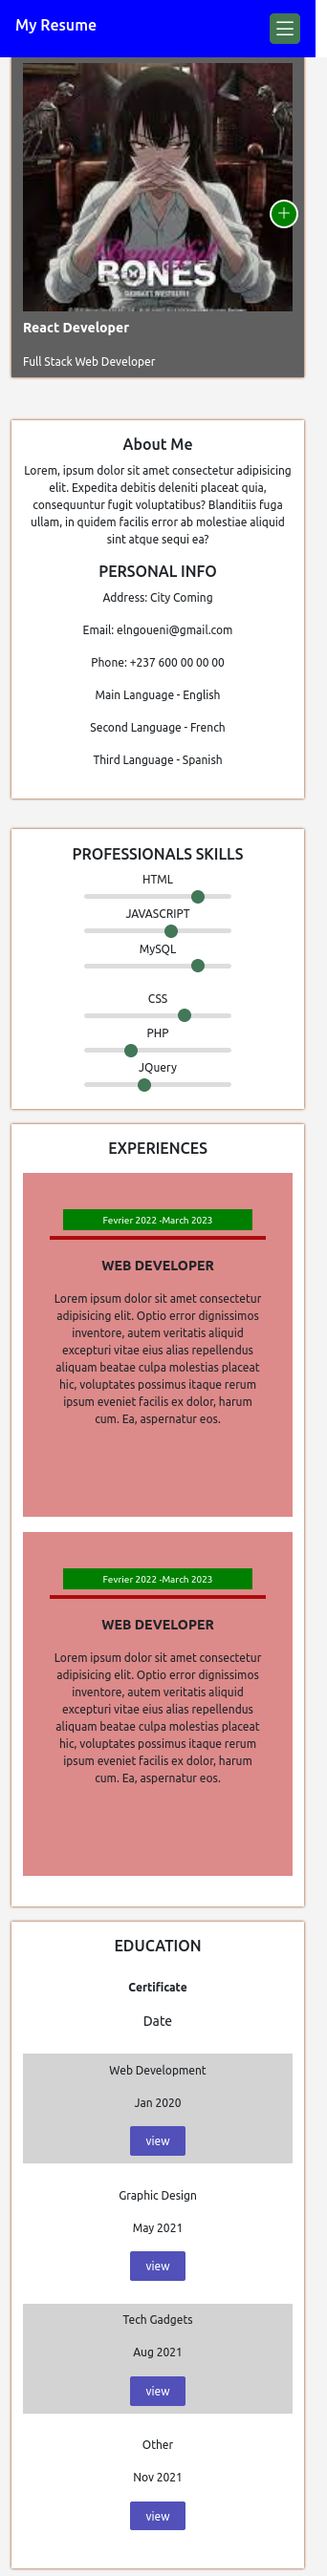 My Resume
BONES
React Developer
Full Stack Web Developer
About Me
Lorem, ipsum dolor sit amet consectetur adipisicing
elit. Expedita debitis deleniti placeat quia,
consequuntur fugit voluptatibus? Blanditiis fuga
ullam, in quidem facilis error ab molestiae aliquid
sint atque sequi ea?
PERSONAL INFO
Address: City Coming
Email: elngoueni@gmail.com
Phone: +237 600 00 00 00
Main Language - English
Second Language - French
Third Language - Spanish
PROFESSIONALS SKILLS
HTML
JAVASCRIPT
MySQL
CSS
PHP
JQuery
EXPERIENCES
Fevrier 2022 -March 2023
WEB DEVELOPER
Lorem ipsum dolor sit amet consectetur
adipisicing elit. Optio error dignissimos
inventore, autem veritatis aliquid
excepturi vitae eius alias repellendus
aliquam beatae culpa molestias placeat
hic, voluptates possimus itaque rerum
ipsum eveniet facilis ex dolor, harum
cum. Ea, aspernatur eos.
Fevrier 2022 -March 2023
WEB DEVELOPER
Lorem ipsum dolor sit amet consectetur
adipisicing elit. Optio error dignissimos
inventore, autem veritatis aliquid
excepturi vitae eius alias repellendus
aliquam beatae culpa molestias placeat
hic, voluptates possimus itaque rerum
ipsum eveniet facilis ex dolor, harum
cum. Ea, aspernatur eos.
EDUCATION
Certificate
Date
Web Development
Jan 2020
view
Graphic Design
May 2021
view
Tech Gadgets
Aug 2021
view
Other
Nov 2021
view